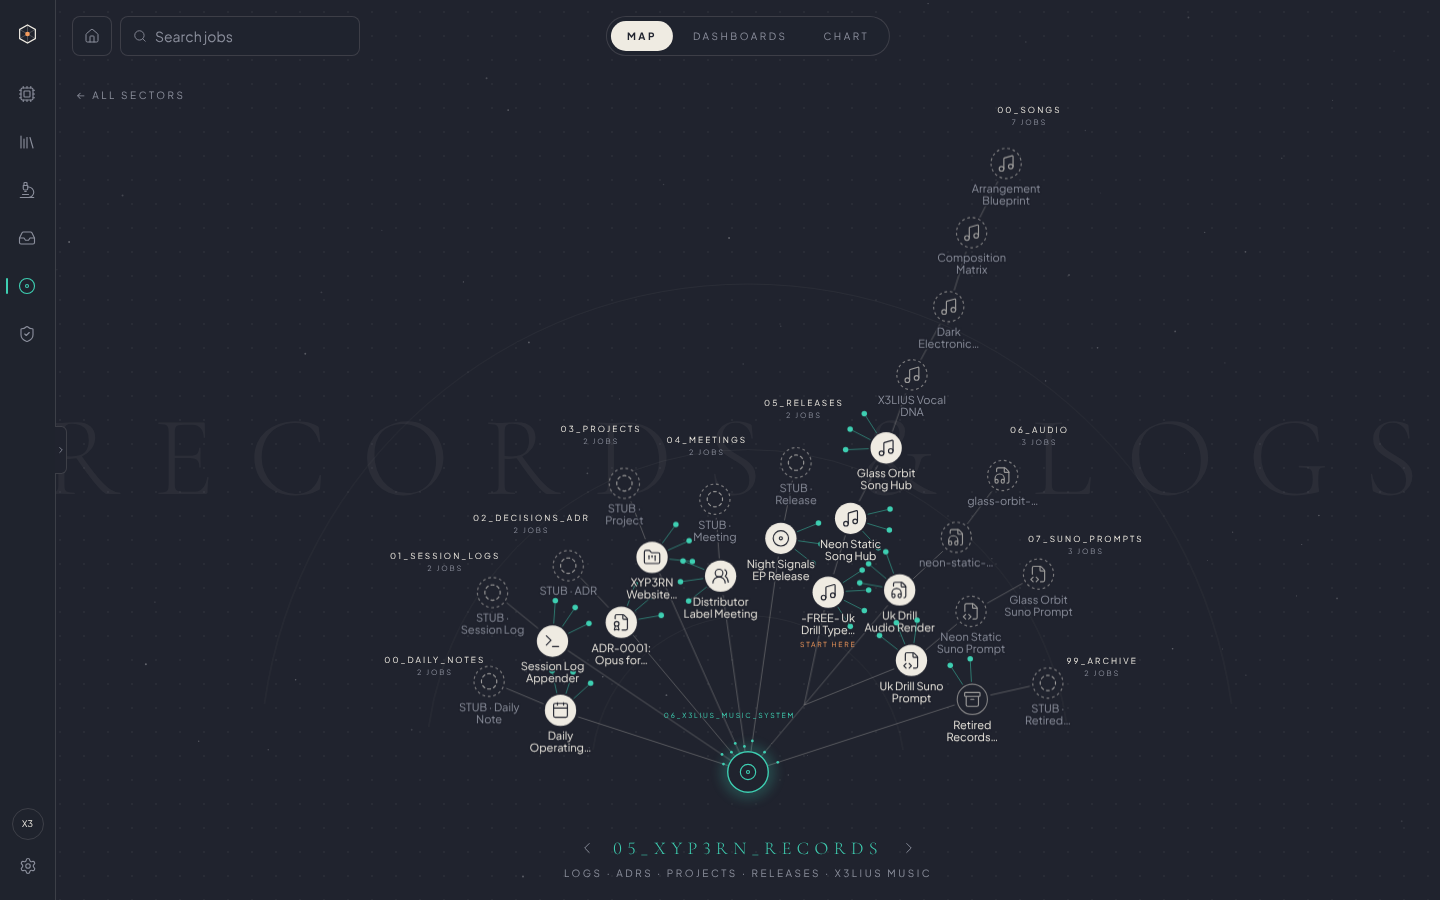 Search jobs
MAP
DASHBOARDS
CHART
← ALL SECTORS
00_SONGS
7 JOBS
Arrangement
Blueprint
Composition
Matrix
Dark
Electronic...
X3LIUS Vocal
DNA
05_RELEASES
2 JOBS
03_PROJECTS
2 JOBS
04_MEETINGS
2 JOBS
06_AUDIO
3 JOBS
RECORDS & LOGS
Glass Orbit
Song Hub
STUB ·
Release
glass-orbit-...
STUB ·
Project
STUB ·
Meeting
02_DECISIONS_ADR
2 JOBS
Neon Static
Song Hub
07_SUNO_PROMPTS
3 JOBS
01_SESSION_LOGS
2 JOBS
Night Signals
EP Release
neon-static-...
STUB · ADR
XYP3RN
Website...
Distributor
Label Meeting
Glass Orbit
Suno Prompt
STUB ·
Session Log
-FREE- Uk
Drill Type...
START HERE
Uk Drill
Audio Render
Neon Static
Suno Prompt
ADR-0001:
Opus for...
00_DAILY_NOTES
2 JOBS
Session Log
Appender
99_ARCHIVE
2 JOBS
Uk Drill Suno
Prompt
STUB · Daily
Note
06_X3LIUS_MUSIC_SYSTEM
STUB ·
Retired...
Retired
Records...
Daily
Operating...
X3
05_XYP3RN_RECORDS
LOGS · ADRS · PROJECTS · RELEASES · X3LIUS MUSIC